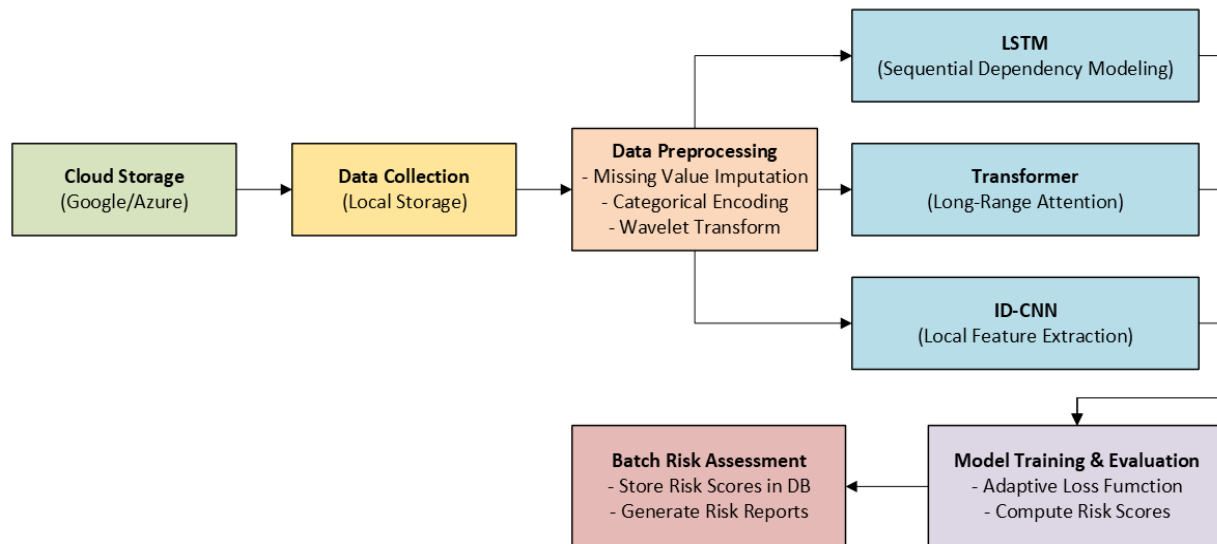 LSTM
(Sequential Dependency Modeling)
Cloud Storage
(Google/Azure)
Data Collection
(Local Storage)
Data Preprocessing
- Missing Value Imputation
- Categorical Encoding
- Wavelet Transform
Transformer
(Long-Range Attention)
ID-CNN
(Local Feature Extraction)
Batch Risk Assessment
- Store Risk Scores in DB
- Generate Risk Reports
Model Training & Evaluation
- Adaptive Loss Fumction
- Compute Risk Scores